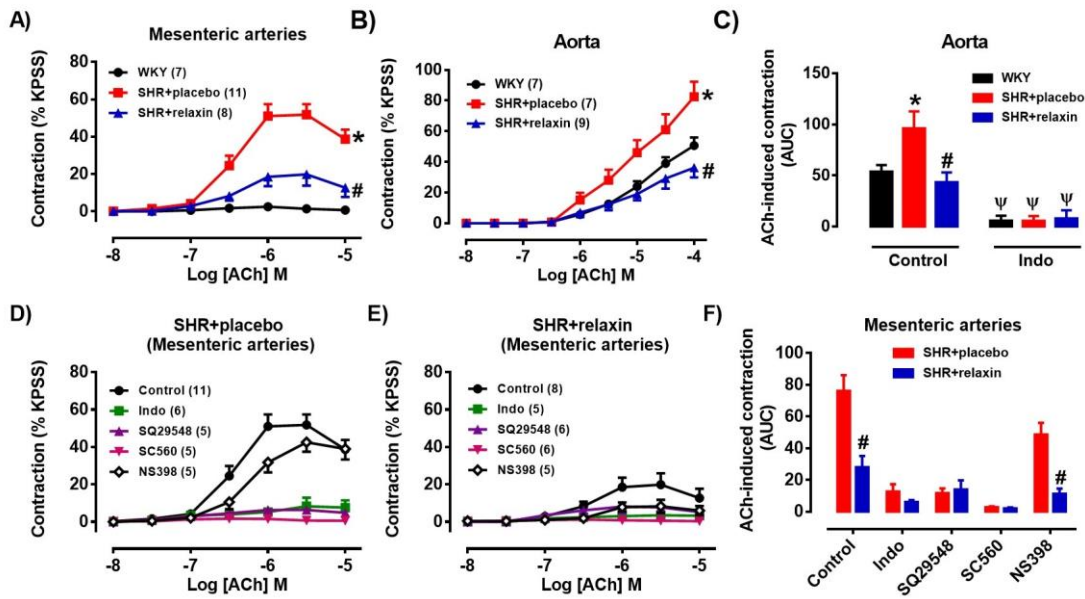 A)
Mesenteric arteries
Contraction (% KPSS)
80
60
40
20
0
WKY (7)
SHR+placebo (11)
SHR+relaxin (8)
*
#
-8
-7
-6
-5
Log [ACh] M
B)
Aorta
Contraction (% KPSS)
100
80
60
40
20
0
WKY (7)
SHR+placebo (7)
SHR+relaxin (9)
*
#
-8
-7
-6
-5
-4
Log [ACh] M
C)
Aorta
ACh-induced contraction
(AUC)
150
100
50
0
WKY
SHR+placebo
SHR+relaxin
*
#
Ψ Ψ Ψ
Control
Indo
D)
SHR+placebo
(Mesenteric arteries)
Contraction (% KPSS)
80
60
40
20
0
Control (11)
Indo (6)
SQ29548 (5)
SC560 (5)
NS398 (5)
-8
-7
-6
-5
Log [ACh] M
E)
SHR+relaxin
(Mesenteric arteries)
Contraction (% KPSS)
80
60
40
20
0
Control (8)
Indo (5)
SQ29548 (6)
SC560 (6)
NS398 (5)
-8
-7
-6
-5
Log [ACh] M
F)
Mesenteric arteries
ACh-induced contraction
(AUC)
100
80
60
40
20
0
SHR+placebo
SHR+relaxin
#
#
Control
Indo
SQ29548
SC560
NS398